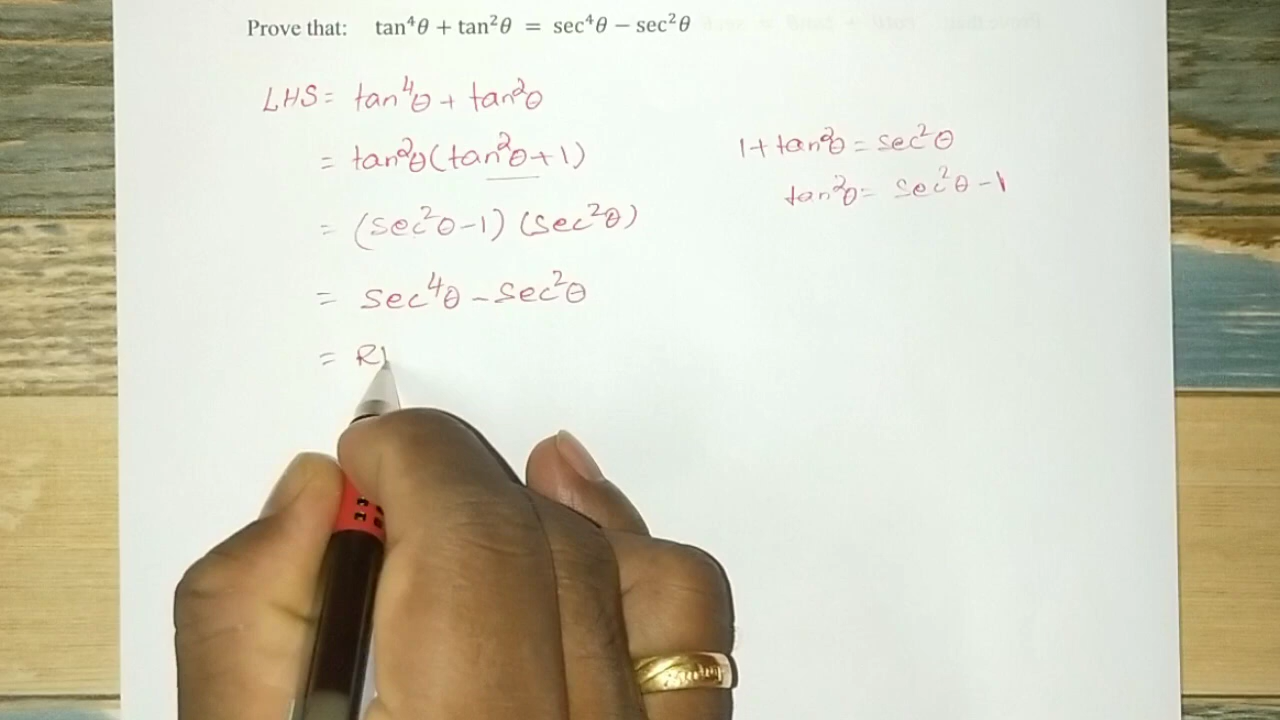 Prove that: tan⁴θ + tan²θ = sec⁴θ − sec²θ
LHS = tan⁴θ + tan²θ
= tan²θ(tan²θ+1)
1+tan²θ = sec²θ
tan²θ = sec²θ −1
= (sec²θ−1) (sec²θ)
= sec⁴θ − sec²θ
= R